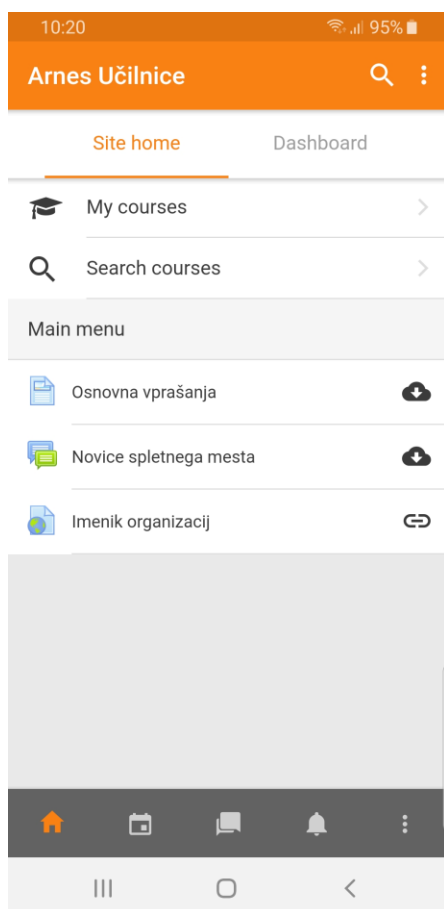 10:20 95%
Arnes Učilnice
Site home Dashboard
My courses
Search courses
Main menu
Osnovna vprašanja
Novice spletnega mesta
Imenik organizacij